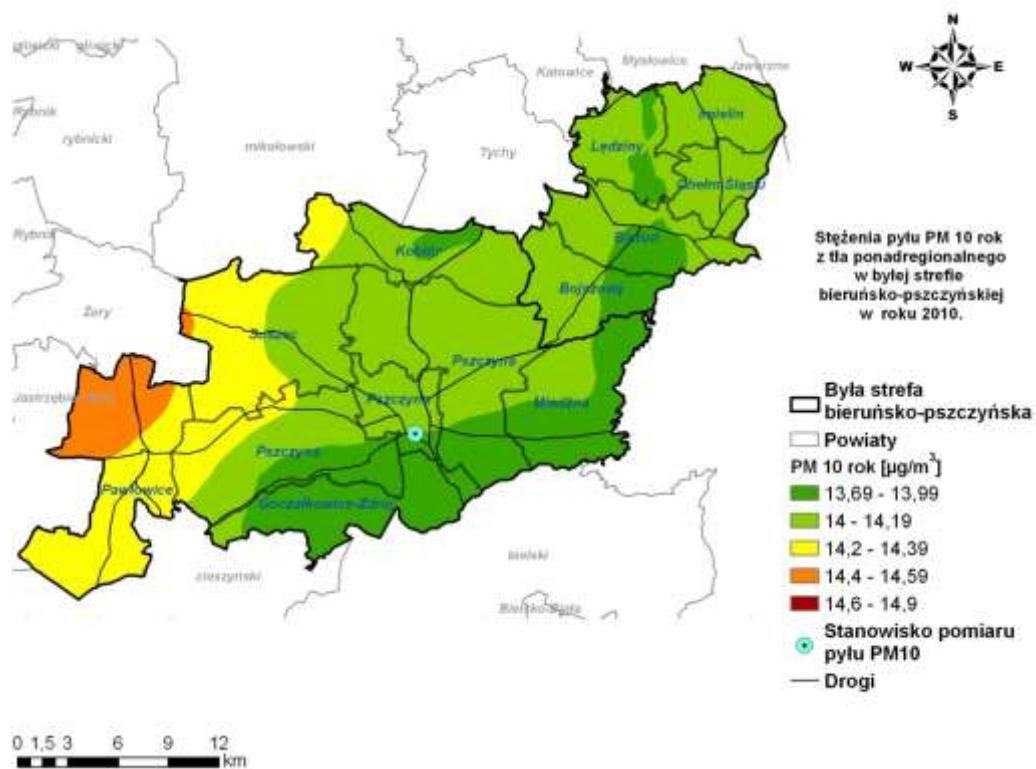 N
W
E
S
gliwicki
gliwicki
Mysłowice
Jaworzno
Katowice
Rybnik
rybnicki
mikołowski
Tychy
Imielin
Lędziny
Chełm Śląski
Rybnik
Kobiór
Bieruń
Bojszowy
Żory
Suszec
Pszczyna
Jastrzębie-Zdrój
Pszczyna
Miedźna
Pszczyna
Pawłowice
Goczałkowice-Zdrój
cieszyński
bielski
Bielsko-Biała
Stężenia pyłu PM 10 rok
z tła ponadregionalnego
w byłej strefie
bieruńsko-pszczyńskiej
w roku 2010.
Była strefa
bieruńsko-pszczyńska
Powiaty
PM 10 rok [µg/m³]
13,69 - 13,99
14 - 14,19
14,2 - 14,39
14,4 - 14,59
14,6 - 14,9
Stanowisko pomiaru
pyłu PM10
Drogi
0 1,5 3 6 9 12
km